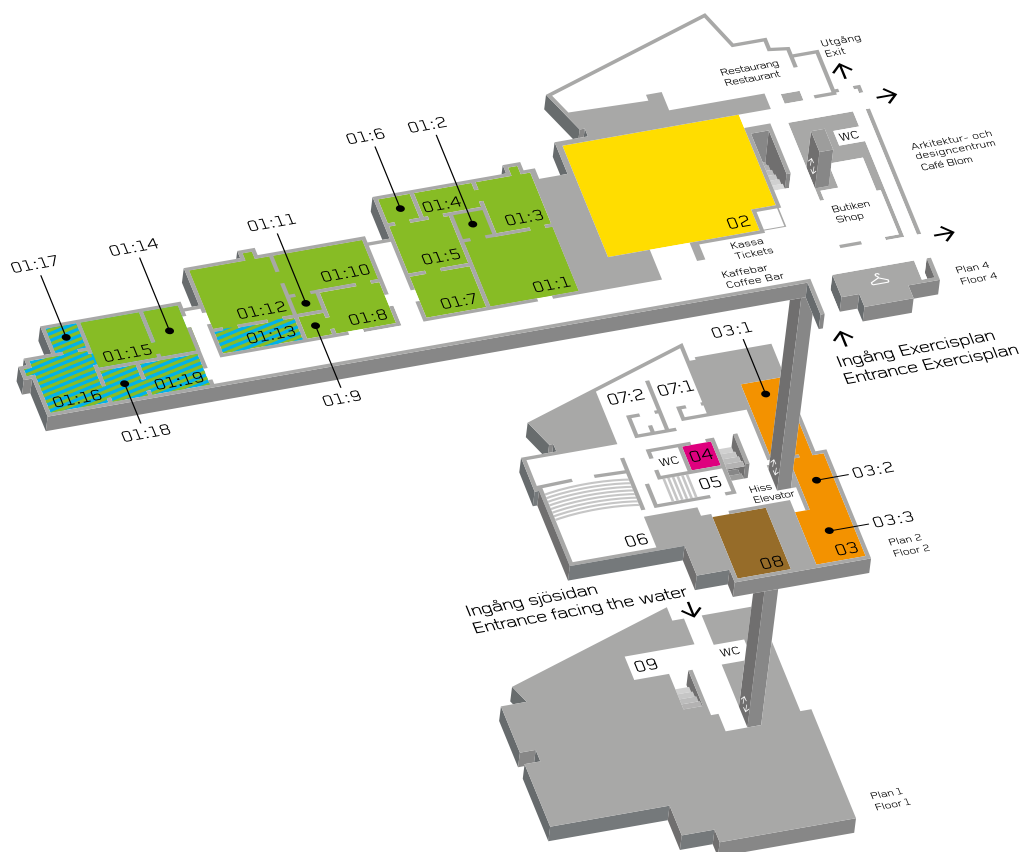 Utgång
Exit
Restaurang
Restaurant
WC
Arkitektur- och
designcentrum
Café Blom
Butiken
Shop
02
Kassa
Tickets
Kaffebar
Coffee Bar
Plan 4
Floor 4
01:6
01:2
01:4
01:3
01:5
01:7
01:1
01:11
01:10
01:12
01:13
01:8
01:9
01:14
01:17
01:15
01:16
01:18
01:19
Ingång Exercisplan
Entrance Exercisplan
03:1
07:2
07:1
WC
04
05
Hiss
Elevator
03:2
03:3
06
08
03
Plan 2
Floor 2
Ingång sjösidan
Entrance facing the water
09
WC
Plan 1
Floor 1